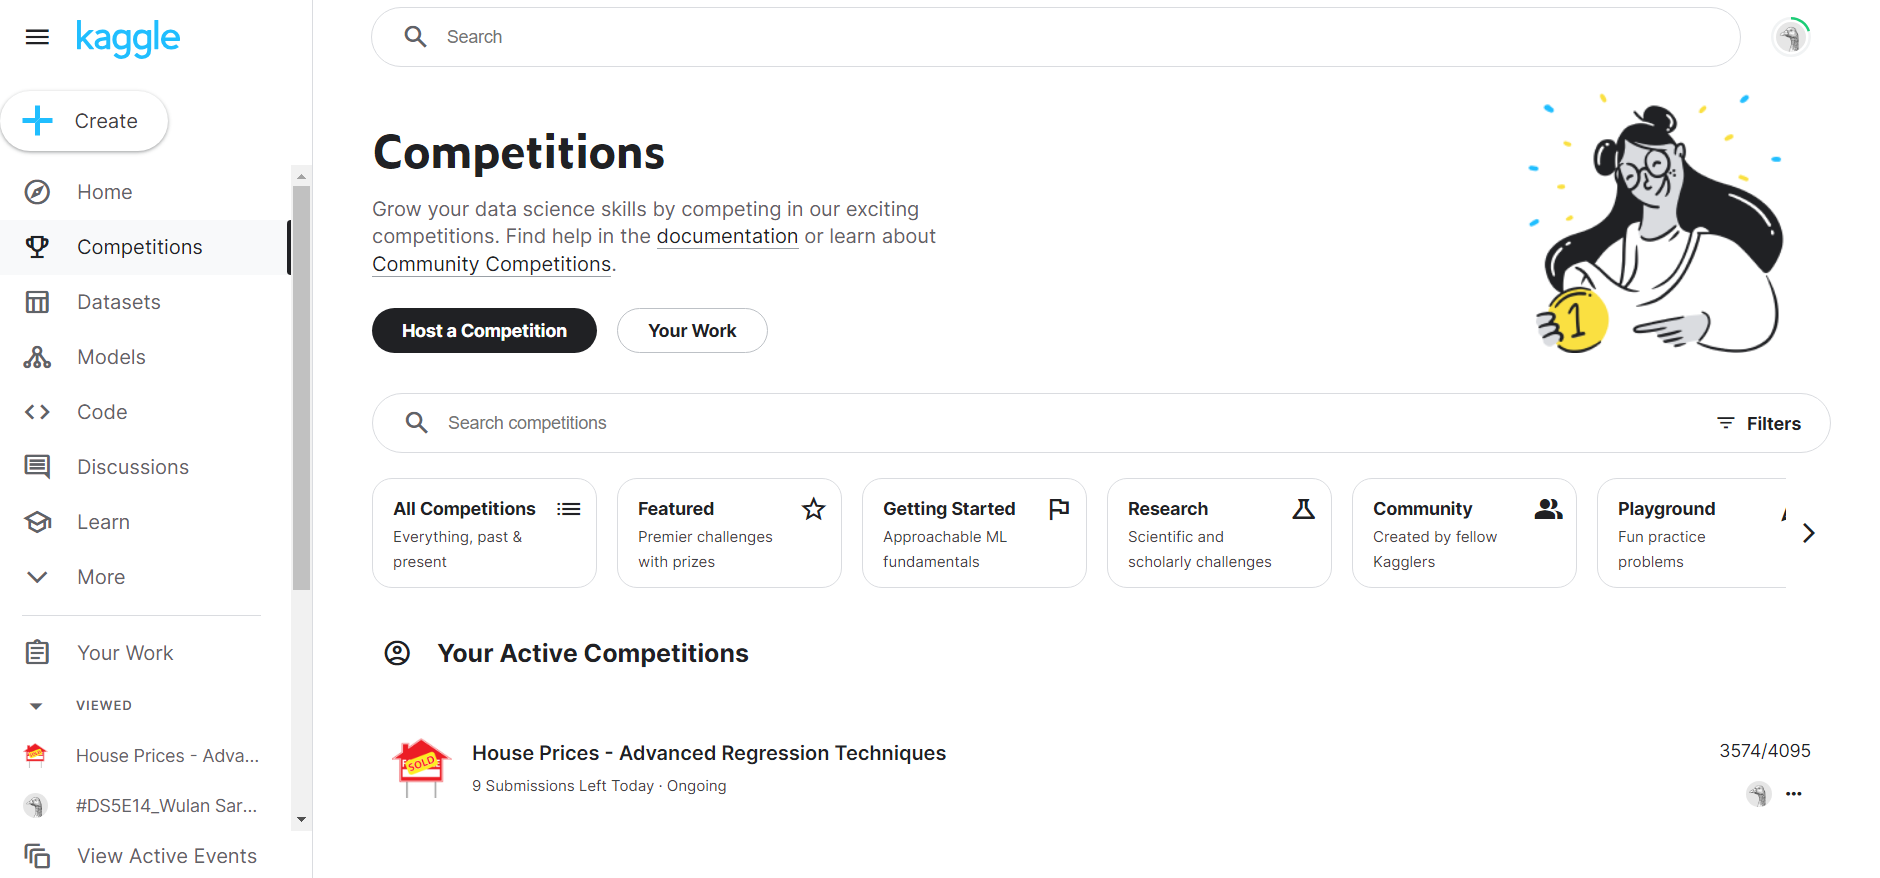 kaggle
Search
Create
Home
Competitions
Datasets
Models
Code
Discussions
Learn
More
Your Work
VIEWED
House Prices - Adva...
#DS5E14_Wulan Sar...
View Active Events
Competitions
Grow your data science skills by competing in our exciting
competitions. Find help in the documentation or learn about
Community Competitions.
Host a Competition
Your Work
1
Search competitions
Filters
All Competitions
Everything, past &
present
Featured
Premier challenges
with prizes
Getting Started
Approachable ML
fundamentals
Research
Scientific and
scholarly challenges
Community
Created by fellow
Kagglers
Playground
Fun practice
problems
Your Active Competitions
SOLD
House Prices - Advanced Regression Techniques
9 Submissions Left Today · Ongoing
3574/4095